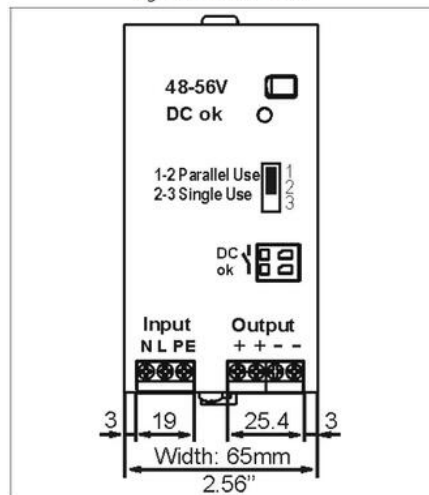 48-56V
DC ok
1-2 Parallel Use
2-3 Single Use
1
2
3
DC
ok
Input
Output
N L PE
+ + - -
3
19
25.4
3
Width: 65mm
2.56"